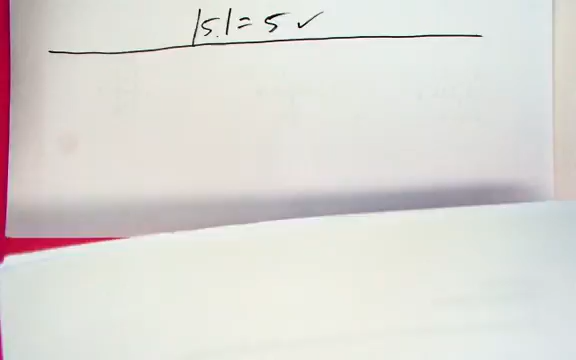 |5| = 5 ✓